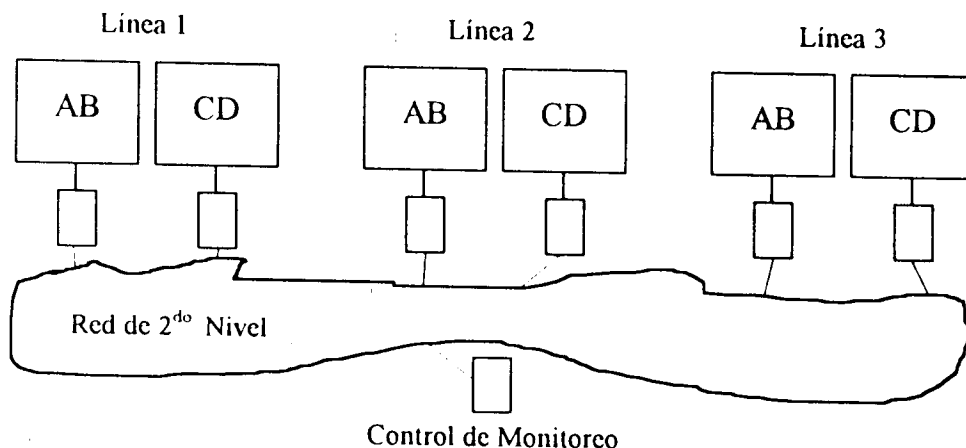 Línea 1
Línea 2
Línea 3
AB
CD
AB
CD
AB
CD
Red de 2do Nivel
Control de Monitoreo